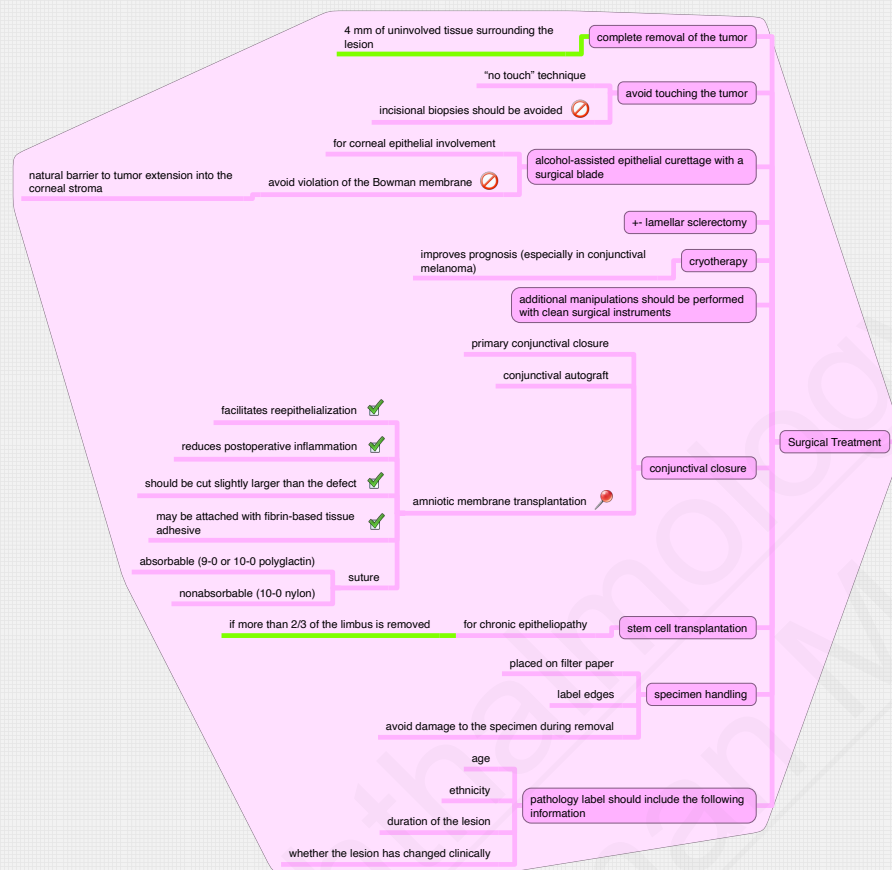 Surgical Treatment
complete removal of the tumor
4 mm of uninvolved tissue surrounding the
lesion
avoid touching the tumor
“no touch” technique
incisional biopsies should be avoided
alcohol-assisted epithelial curettage with a
surgical blade
for corneal epithelial involvement
avoid violation of the Bowman membrane
natural barrier to tumor extension into the
corneal stroma
+- lamellar sclerectomy
cryotherapy
improves prognosis (especially in conjunctival
melanoma)
additional manipulations should be performed
with clean surgical instruments
conjunctival closure
primary conjunctival closure
conjunctival autograft
amniotic membrane transplantation
facilitates reepithelialization
reduces postoperative inflammation
should be cut slightly larger than the defect
may be attached with fibrin-based tissue
adhesive
suture
absorbable (9-0 or 10-0 polyglactin)
nonabsorbable (10-0 nylon)
stem cell transplantation
for chronic epitheliopathy
if more than 2/3 of the limbus is removed
specimen handling
placed on filter paper
label edges
avoid damage to the specimen during removal
pathology label should include the following
information
age
ethnicity
duration of the lesion
whether the lesion has changed clinically